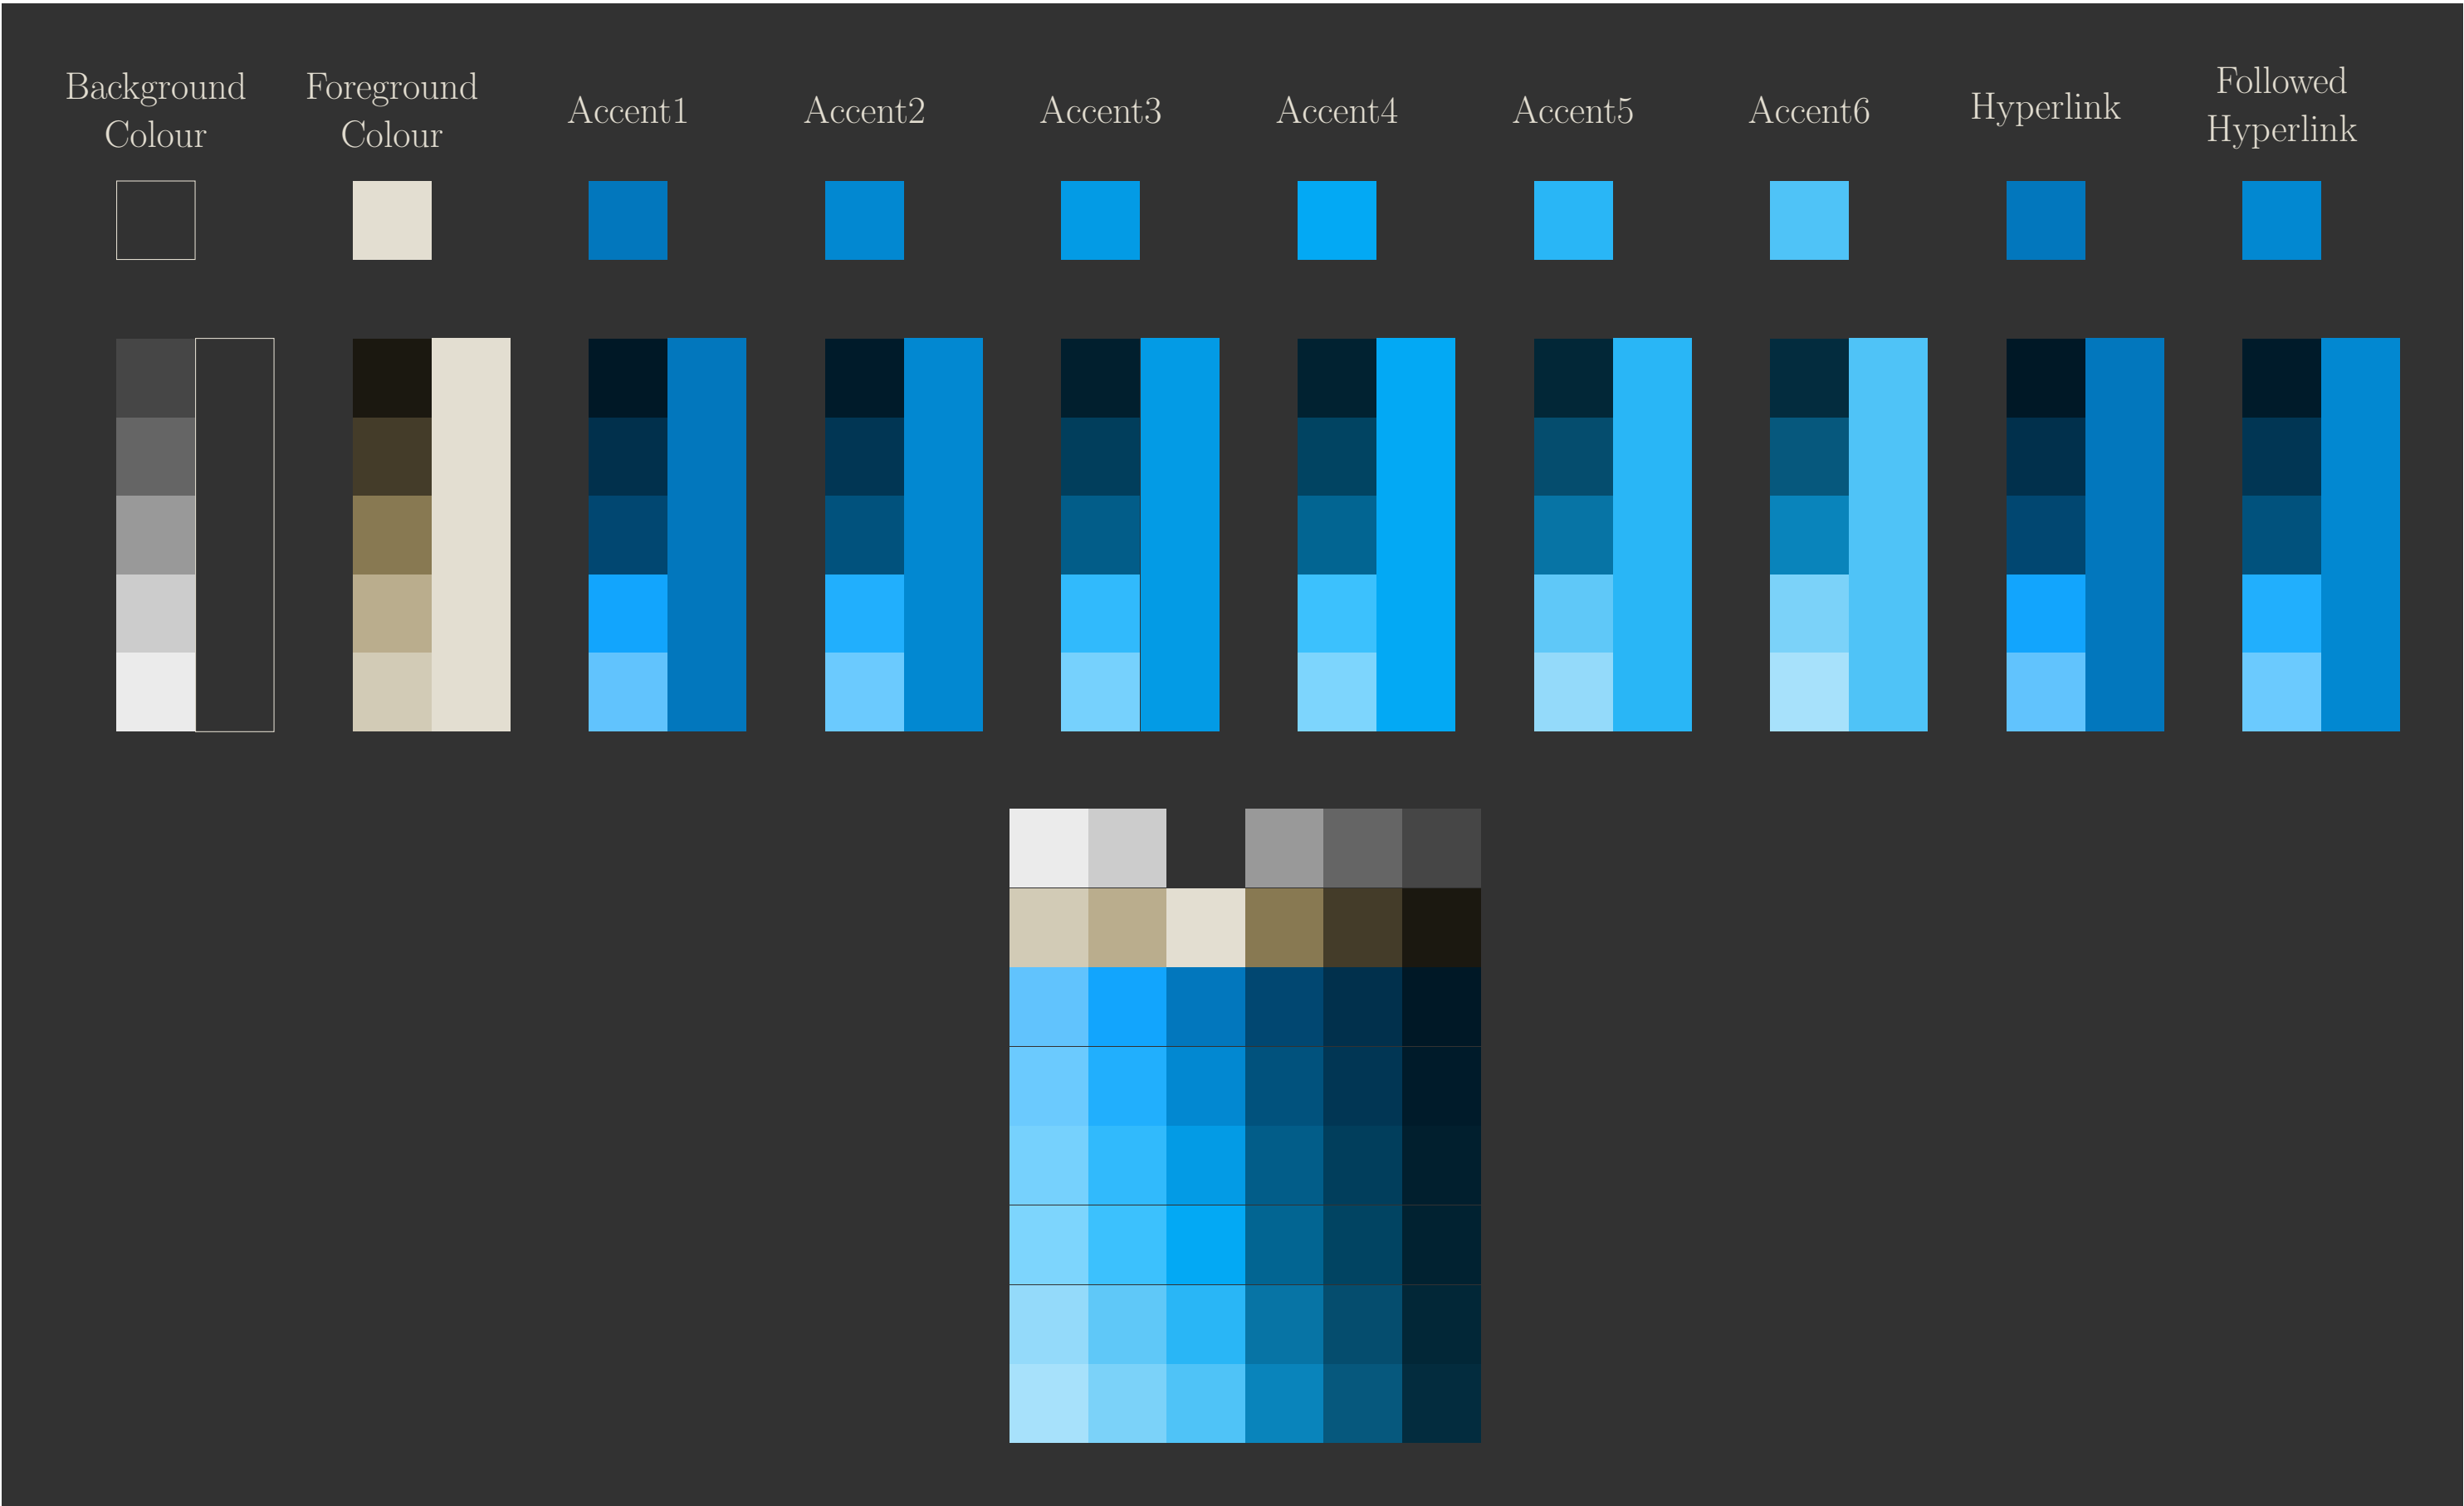 Background
Colour
Foreground
Colour
Accent1
Accent2
Accent3
Accent4
Accent5
Accent6
Hyperlink
Followed
Hyperlink